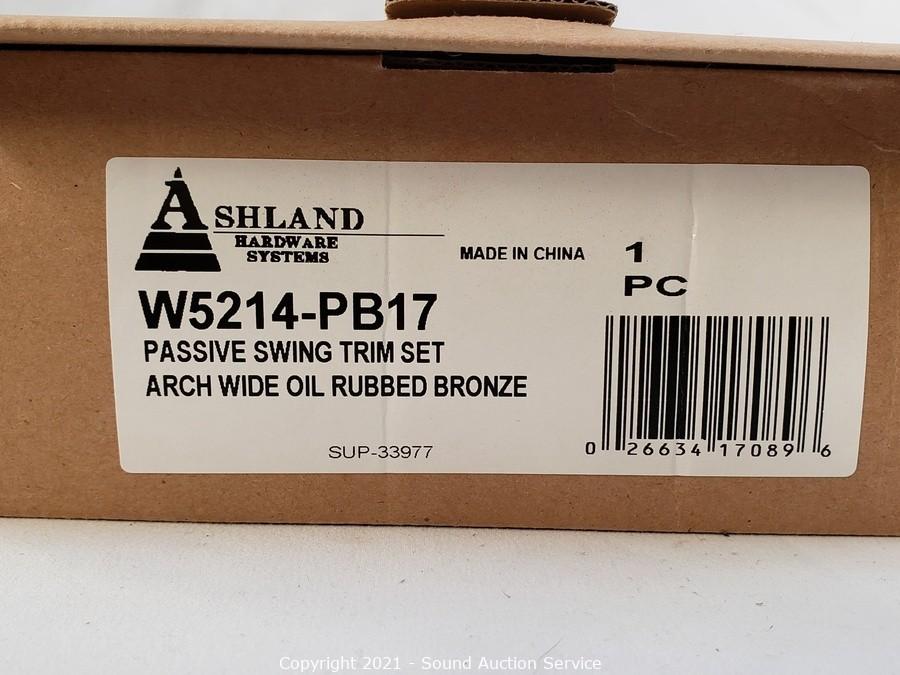 ASHLAND
HARDWARE
SYSTEMS
MADE IN CHINA
1
PC
W5214-PB17
PASSIVE SWING TRIM SET
ARCH WIDE OIL RUBBED BRONZE
SUP-33977
0 26634 17089 6
Copyright 2021 - Sound Auction Service